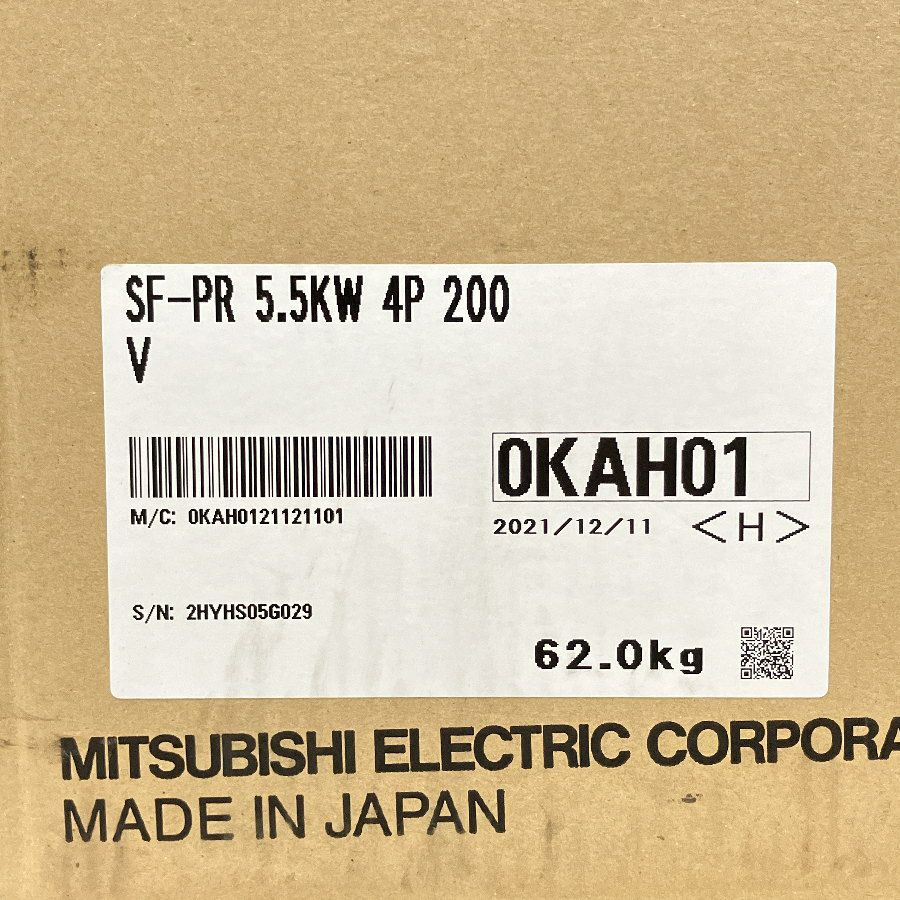 SF-PR 5.5KW 4P 200
V
0KAH01
M/C: 0KAH0121121101
2021/12/11 <H>
S/N: 2HYHS05G029
62.0kg
MITSUBISHI ELECTRIC CORPORA
MADE IN JAPAN